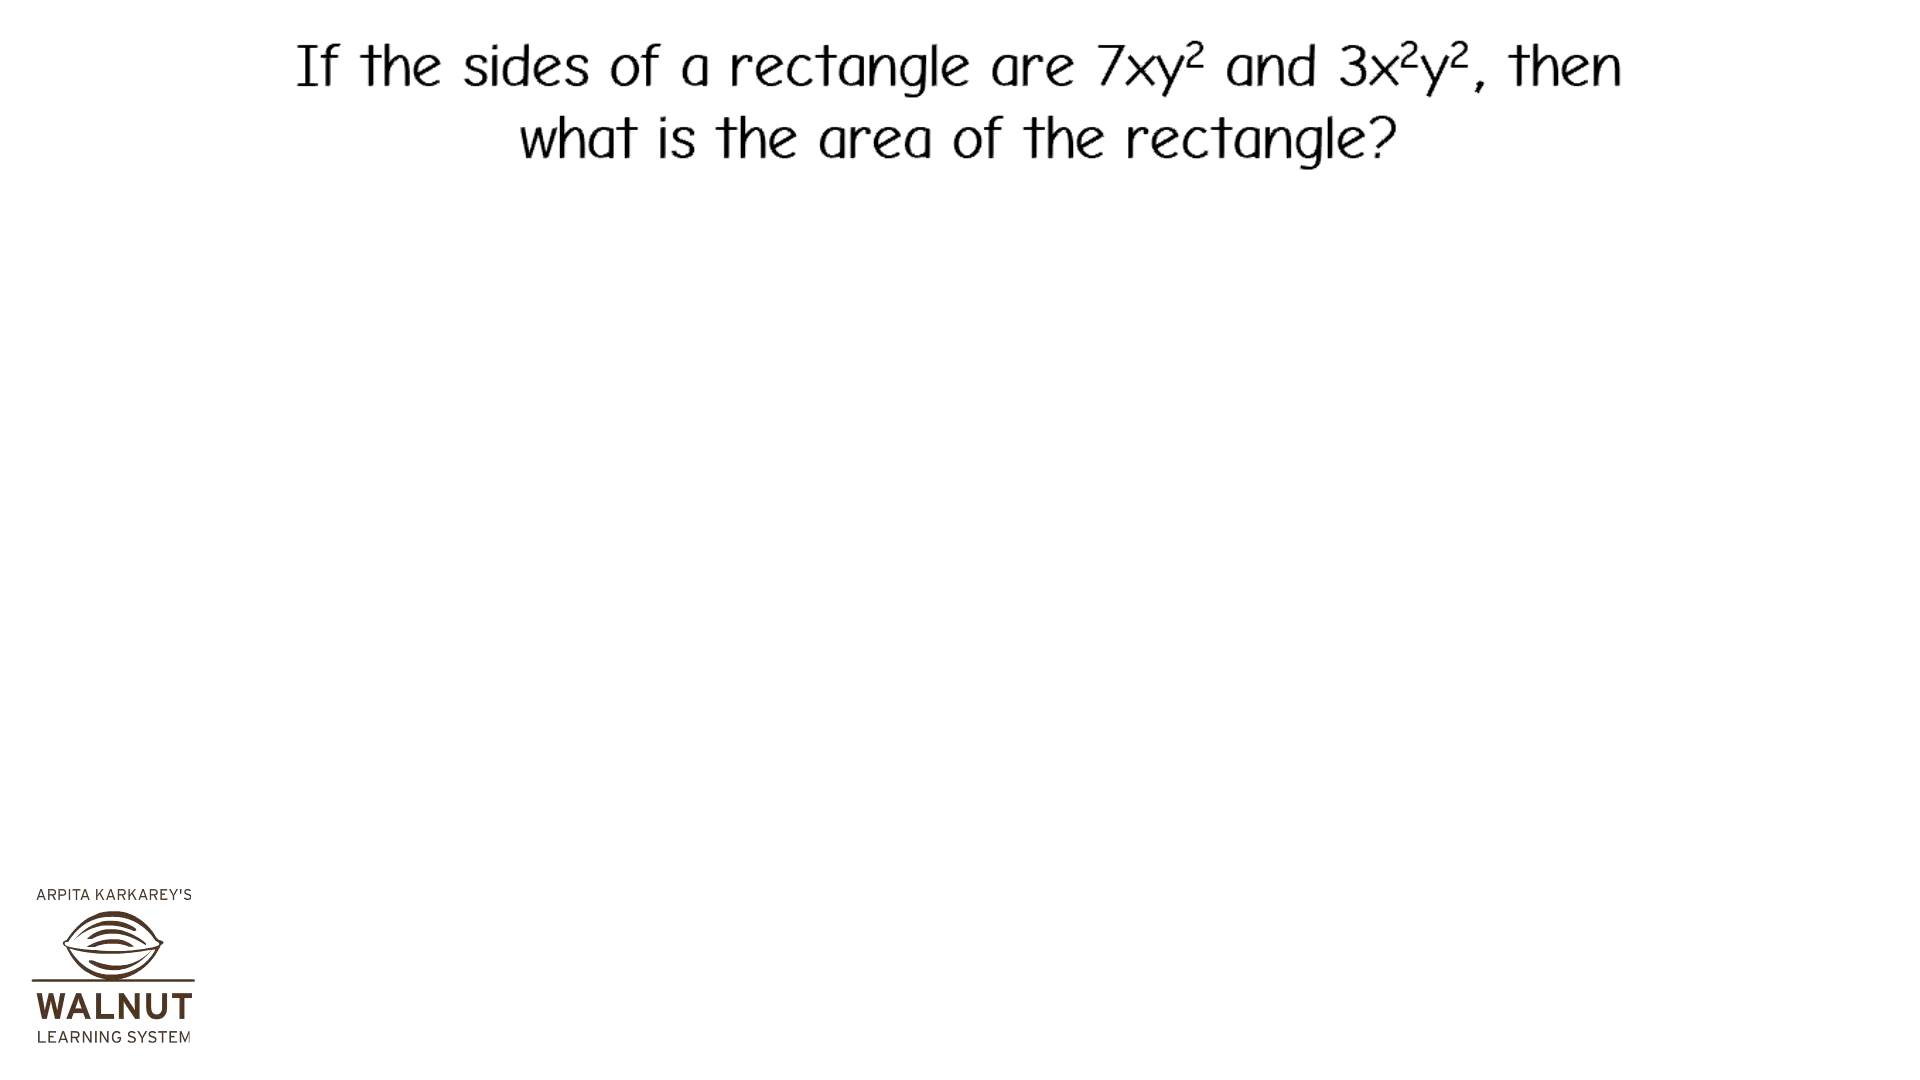 If the sides of a rectangle are 7xy² and 3x²y², then
what is the area of the rectangle?
ARPITA KARKAREY'S
WALNUT
LEARNING SYSTEM